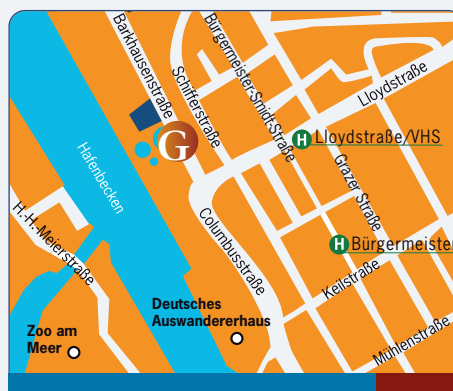 Barkhausenstraße
Schifferstraße
Bürgermeister-Smidt-Straße
Lloydstraße
H Lloydstraße/VHS
G
Hafenbecken
Grazer Straße
H.-H.-Meierstraße
Columbusstraße
H Bürgermeister
Keilstraße
Deutsches
Auswandererhaus
Zoo am
Meer
Mühlenstraße